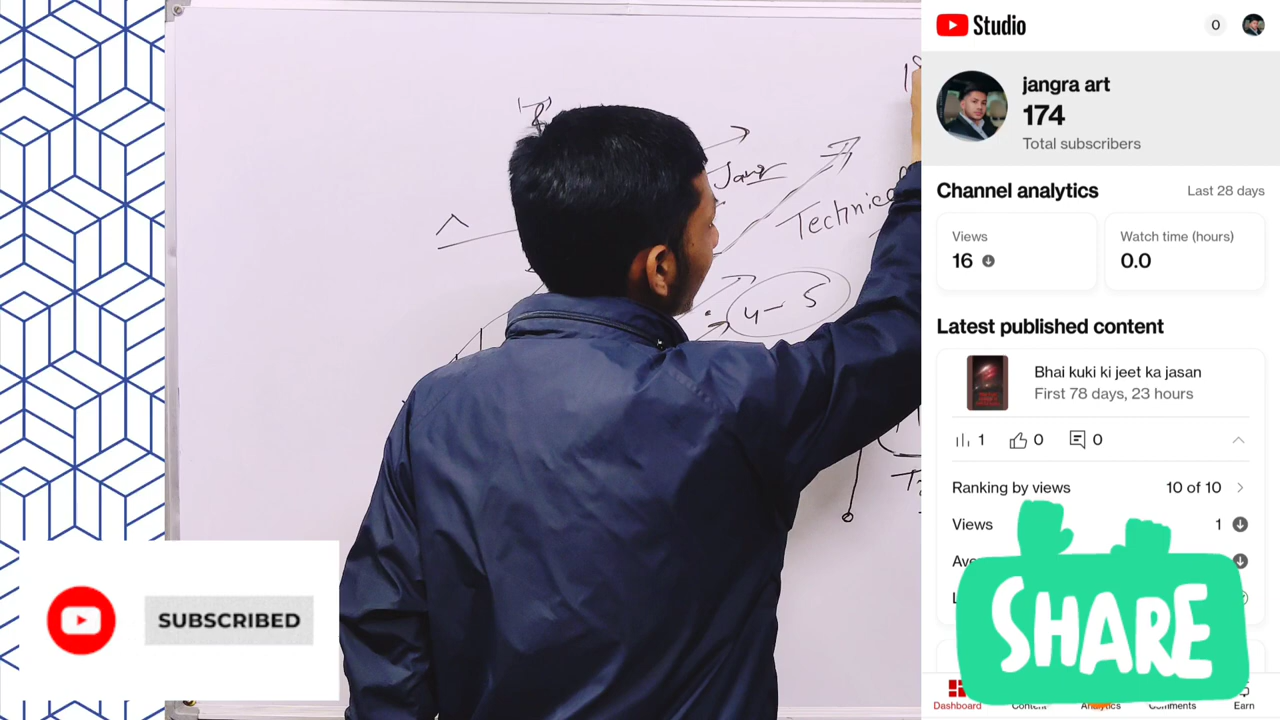 Technical
4-5
SUBSCRIBED
Studio
0
jangra art
174
Total subscribers
Channel analytics
Last 28 days
Views
16
Watch time (hours)
0.0
Latest published content
Bhai kuki ki jeet ka jasan
First 78 days, 23 hours
1 0 0
Ranking by views 10 of 10
Views 1
SHARE
Dashboard Content Analytics Comments Earn